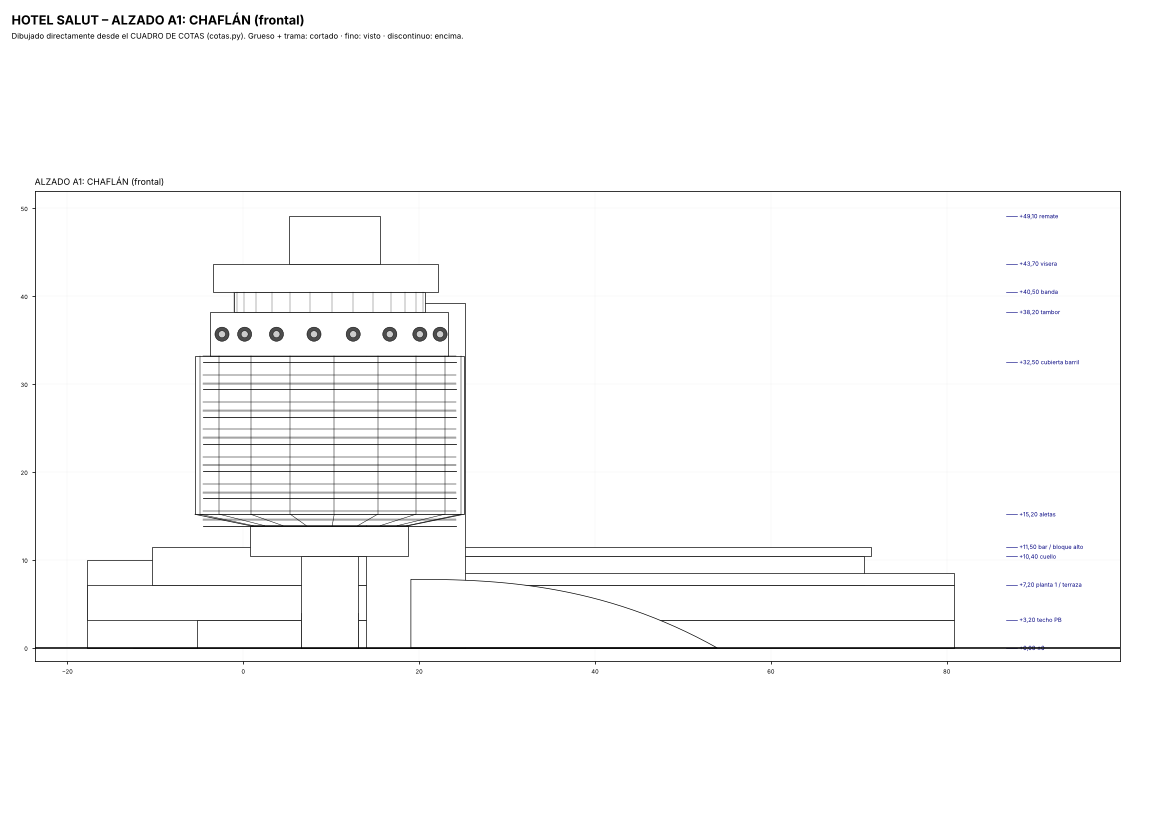 HOTEL SALUT – ALZADO A1: CHAFLÁN (frontal)
Dibujado directamente desde el CUADRO DE COTAS (cotas.py). Grueso + trama: cortado · fino: visto · discontinuo: encima.
ALZADO A1: CHAFLÁN (frontal)
50
+49,10 remate
+43,70 visera
40
+40,50 banda
+38,20 tambor
+32,50 cubierta barril
30
20
+15,20 aletas
+11,50 bar / bloque alto
10
+10,40 cuello
+7,20 planta 1 / terraza
+3,20 techo PB
0
−20
0
20
40
60
80